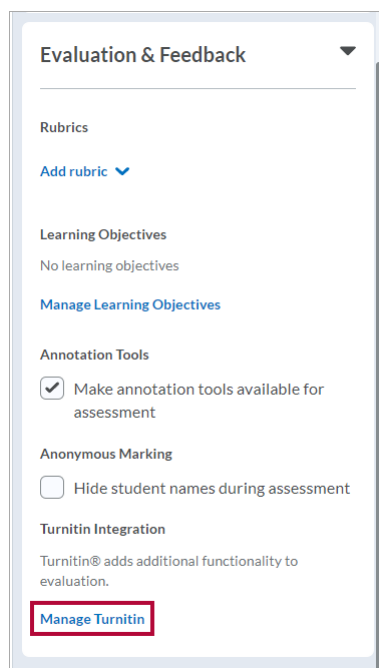 Evaluation & Feedback
Rubrics
Add rubric
Learning Objectives
No learning objectives
Manage Learning Objectives
Annotation Tools
Make annotation tools available for
assessment
Anonymous Marking
Hide student names during assessment
Turnitin Integration
Turnitin® adds additional functionality to
evaluation.
Manage Turnitin